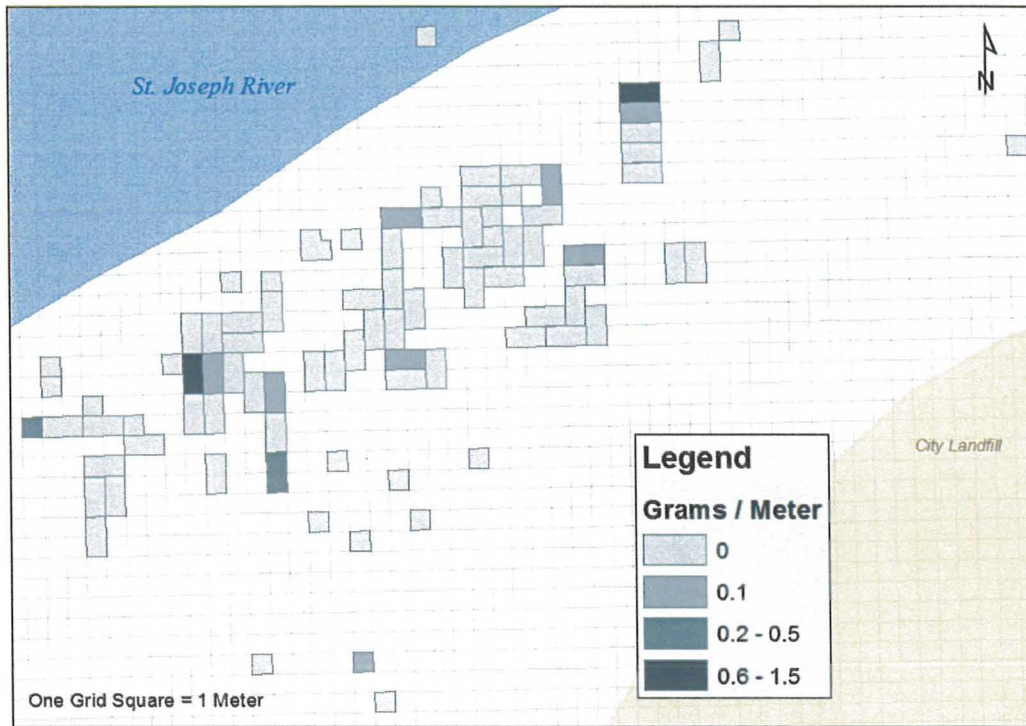 St. Joseph River
N
City Landfill
Legend
Grams / Meter
0
0.1
0.2 - 0.5
0.6 - 1.5
One Grid Square = 1 Meter